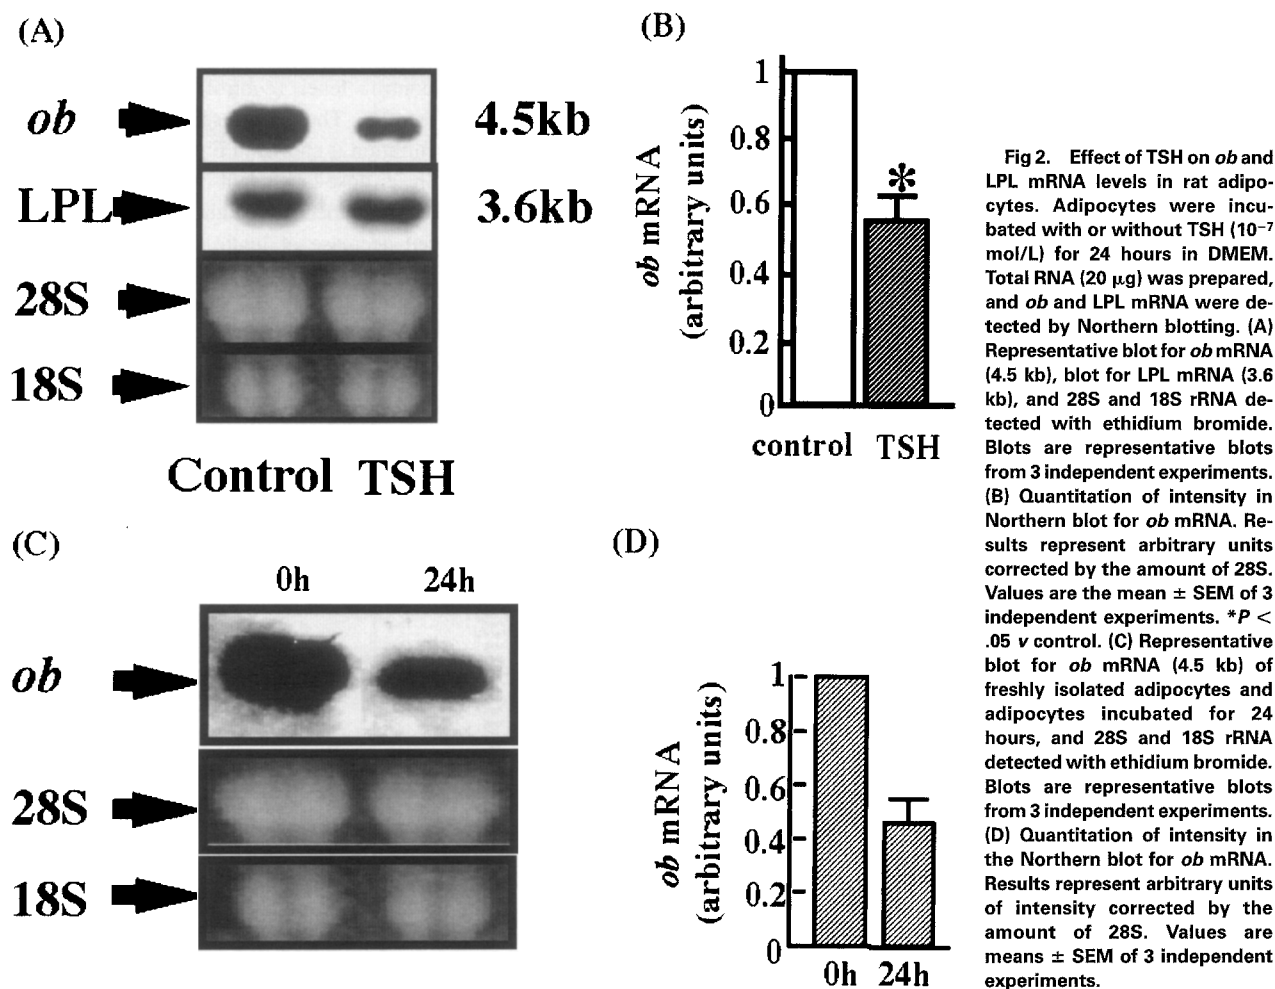 (A)
ob
4.5kb
LPL
3.6kb
28S
18S
Control TSH
(B)
ob mRNA
(arbitrary units)
1
0.8
0.6
0.4
0.2
0
*
control TSH
(C)
0h 24h
ob
28S
18S
(D)
ob mRNA
(arbitrary units)
1
0.8
0.6
0.4
0.2
0
0h 24h
Fig 2. Effect of TSH on ob and
LPL mRNA levels in rat adipo-
cytes. Adipocytes were incu-
bated with or without TSH (10⁻⁷
mol/L) for 24 hours in DMEM.
Total RNA (20 μg) was prepared,
and ob and LPL mRNA were de-
tected by Northern blotting. (A)
Representative blot for ob mRNA
(4.5 kb), blot for LPL mRNA (3.6
kb), and 28S and 18S rRNA de-
tected with ethidium bromide.
Blots are representative blots
from 3 independent experiments.
(B) Quantitation of intensity in
Northern blot for ob mRNA. Re-
sults represent arbitrary units
corrected by the amount of 28S.
Values are the mean ± SEM of 3
independent experiments. *P <
.05 v control. (C) Representative
blot for ob mRNA (4.5 kb) of
freshly isolated adipocytes and
adipocytes incubated for 24
hours, and 28S and 18S rRNA
detected with ethidium bromide.
Blots are representative blots
from 3 independent experiments.
(D) Quantitation of intensity in
the Northern blot for ob mRNA.
Results represent arbitrary units
of intensity corrected by the
amount of 28S. Values are
means ± SEM of 3 independent
experiments.